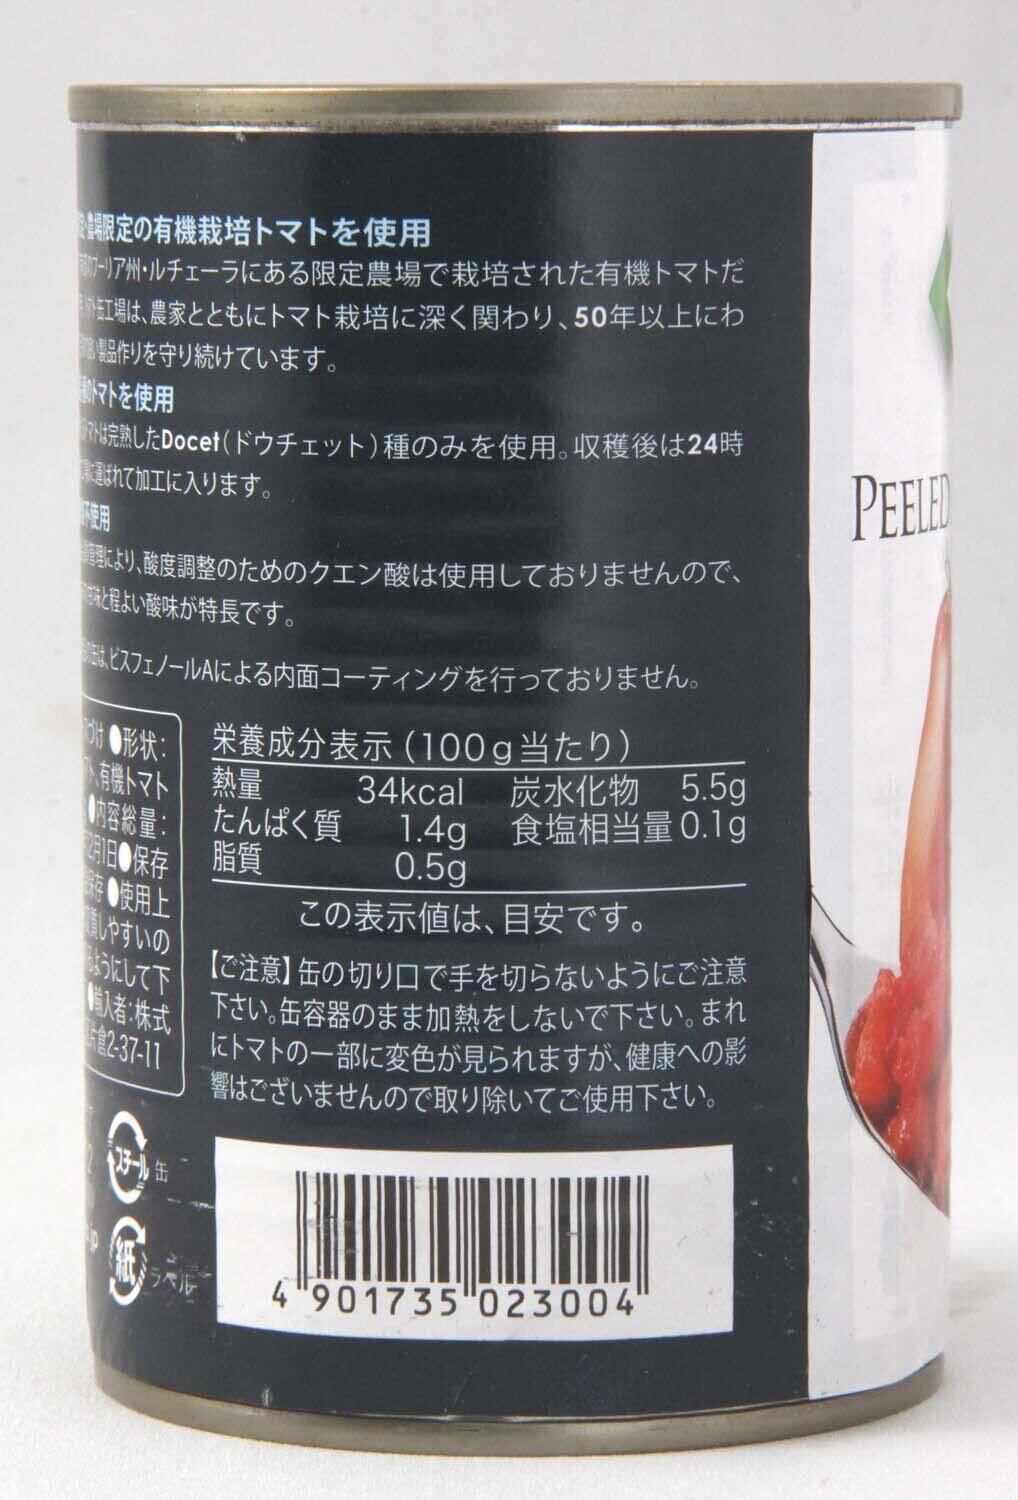 農場限定の有機栽培トマトを使用
プーリア州・ルチェーラにある限定農場で栽培された有機トマトだ
缶工場は、農家とともにトマト栽培に深く関わり、50年以上にわ
製品作りを守り続けています。
のトマトを使用
トマトは完熟したDocet(ドウチェット)種のみを使用。収穫後は24時
に運ばれて加工に入ります。
不使用
管理により、酸度調整のためのクエン酸は使用しておりませんので、
味と程よい酸味が特長です。
缶は、ビスフェノールAによる内面コーティングを行っておりません。
づけ ●形状:
ト、有機トマト
●内容総量:
2月1日●保存
保存 ●使用上
しやすいの
ようにして下
●輸入者:株式
片倉2-37-11
栄養成分表示(100g当たり)
熱量 34kcal 炭水化物 5.5g
たんぱく質 1.4g 食塩相当量 0.1g
脂質 0.5g
この表示値は、目安です。
【ご注意】缶の切り口で手を切らないようにご注意
下さい。缶容器のまま加熱をしないで下さい。まれ
にトマトの一部に変色が見られますが、健康への影
響はございませんので取り除いてご使用下さい。
スチール 缶
紙 ラベル
.jp
4 901735 023004
PEELED